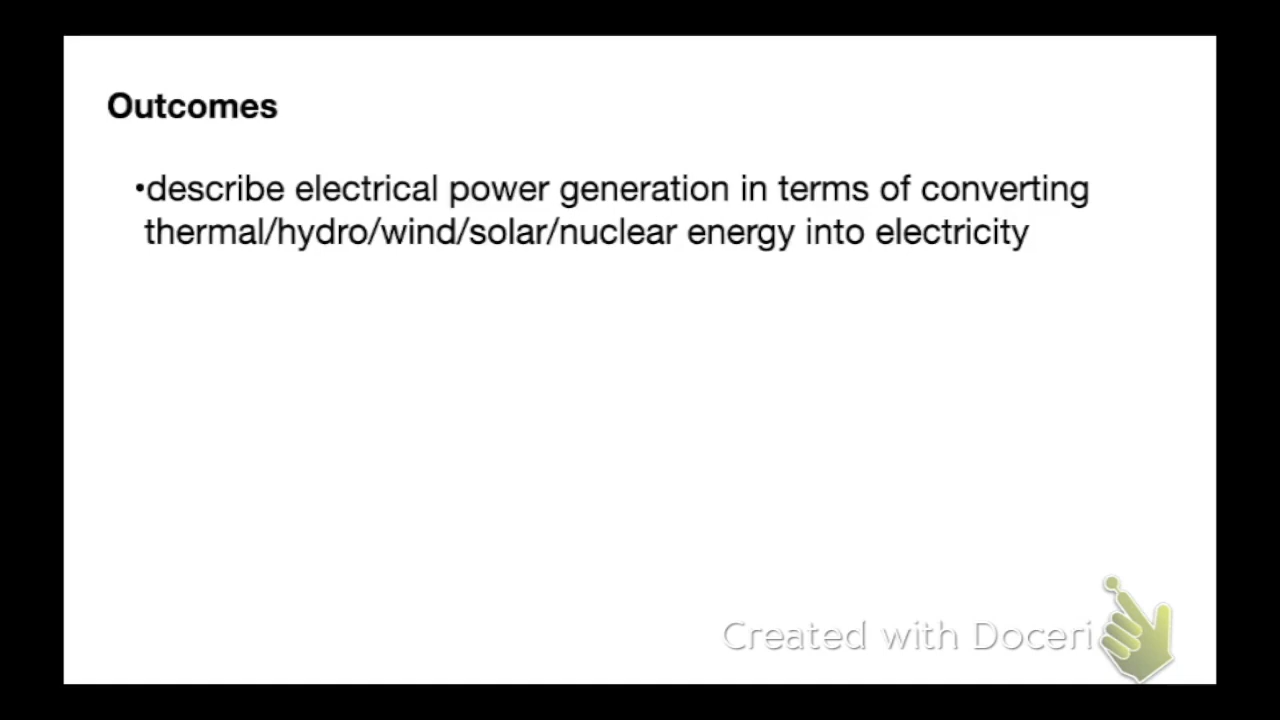 Outcomes
•describe electrical power generation in terms of converting
thermal/hydro/wind/solar/nuclear energy into electricity
Created with Doceri